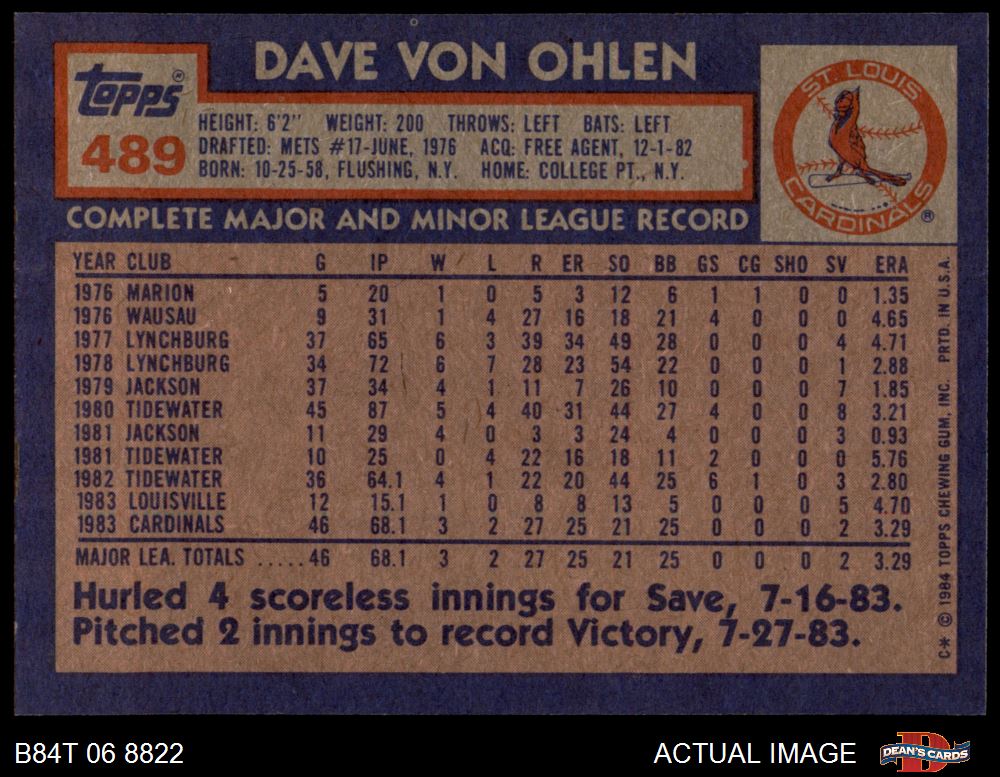 DAVE VON OHLEN
Topps®
489
HEIGHT: 6'2" WEIGHT: 200 THROWS: LEFT BATS: LEFT
DRAFTED: METS #17-JUNE, 1976 ACQ: FREE AGENT, 12-1-82
BORN: 10-25-58, FLUSHING, N.Y. HOME: COLLEGE PT., N.Y.
ST. LOUIS
CARDINALS®
COMPLETE MAJOR AND MINOR LEAGUE RECORD
YEAR CLUB G IP W L R ER SO BB GS CG SHO SV ERA
1976 MARION 5 20 1 0 5 3 12 6 1 1 0 0 1.35
1976 WAUSAU 9 31 1 4 27 16 18 21 4 0 0 0 4.65
1977 LYNCHBURG 37 65 6 3 39 34 49 28 0 0 0 4 4.71
1978 LYNCHBURG 34 72 6 7 28 23 54 22 0 0 0 1 2.88
1979 JACKSON 37 34 4 1 11 7 26 10 0 0 0 7 1.85
1980 TIDEWATER 45 87 5 4 40 31 44 27 4 0 0 8 3.21
1981 JACKSON 11 29 4 0 3 3 24 4 0 0 0 3 0.93
1981 TIDEWATER 10 25 0 4 22 16 18 11 2 0 0 0 5.76
1982 TIDEWATER 36 64.1 4 1 22 20 44 25 6 1 0 3 2.80
1983 LOUISVILLE 12 15.1 1 0 8 8 13 5 0 0 0 5 4.70
1983 CARDINALS 46 68.1 3 2 27 25 21 25 0 0 0 2 3.29
MAJOR LEA. TOTALS .....46 68.1 3 2 27 25 21 25 0 0 0 2 3.29
Hurled 4 scoreless innings for Save, 7-16-83.
Pitched 2 innings to record Victory, 7-27-83.
C* © 1984 TOPPS CHEWING GUM, INC. PRTD. IN U.S.A.
B84T 06 8822
ACTUAL IMAGE
DEAN'S CARDS